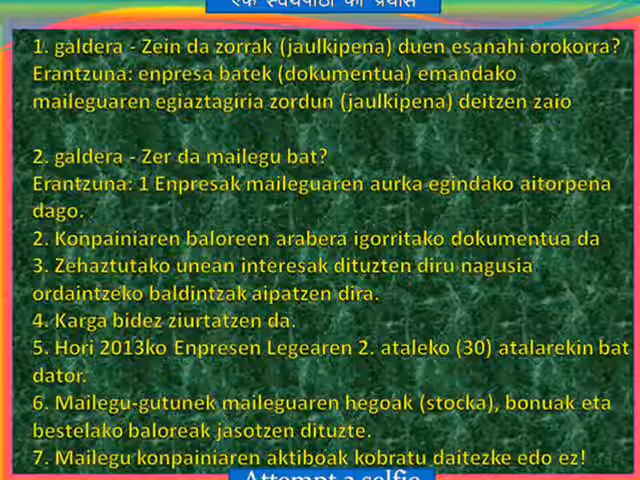 एक स्वयंपाठी का प्रयास
1. galdera - Zein da zorrak (jaulkipena) duen esanahi orokorra?
Erantzuna: enpresa batek (dokumentua) emandako
maileguaren egiaztagiria zordun (jaulkipena) deitzen zaio
2. galdera - Zer da mailegu bat?
Erantzuna: 1 Enpresak maileguaren aurka egindako aitorpena
dago.
2. Konpainiaren baloreen arabera igorritako dokumentua da
3. Zehaztutako unean interesak dituzten diru nagusia
ordaintzeko baldintzak aipatzen dira.
4. Karga bidez ziurtatzen da.
5. Hori 2013ko Enpresen Legearen 2. ataleko (30) atalarekin bat
dator.
6. Mailegu-gutunek maileguaren hegoak (stocka), bonuak eta
bestelako baloreak jasotzen dituzte.
7. Mailegu konpainiaren aktiboak kobratu daitezke edo ez!
Attempt a selfie